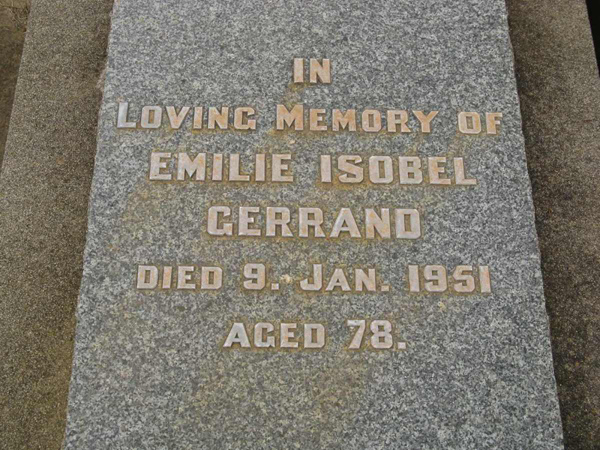 IN
LOVING MEMORY OF
EMILIE ISOBEL
GERRAND
DIED 9. JAN. 1951
AGED 78.